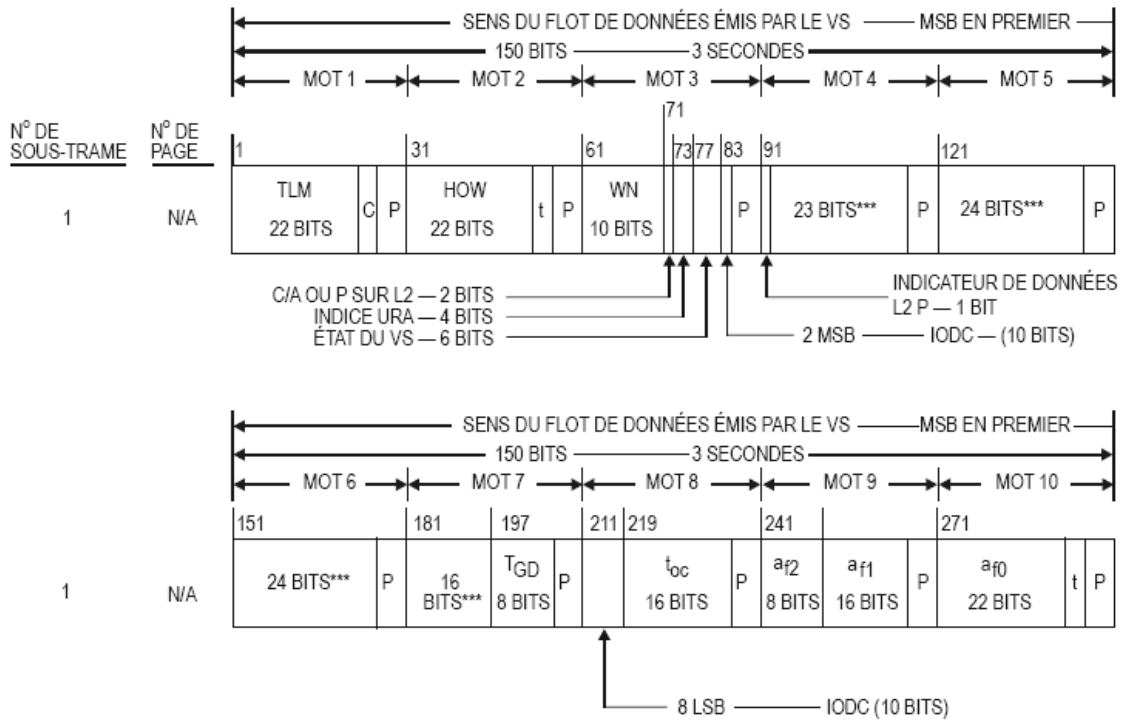 SENS DU FLOT DE DONNÉES ÉMIS PAR LE VS MSB EN PREMIER
150 BITS 3 SECONDES
MOT 1 MOT 2 MOT 3 MOT 4 MOT 5
N° DE SOUS-TRAME
N° DE PAGE
1 31 61 71 73 77 83 91 121
1 N/A
TLM 22 BITS
C
P
HOW 22 BITS
t
P
WN 10 BITS
P
23 BITS***
P
24 BITS***
P
C/A OU P SUR L2 — 2 BITS
INDICE URA — 4 BITS
ÉTAT DU VS — 6 BITS
INDICATEUR DE DONNÉES
L2 P — 1 BIT
2 MSB IODC — (10 BITS)
SENS DU FLOT DE DONNÉES ÉMIS PAR LE VS MSB EN PREMIER
150 BITS 3 SECONDES
MOT 6 MOT 7 MOT 8 MOT 9 MOT 10
151 181 197 211 219 241 271
1 N/A
24 BITS***
P
16 BITS***
TGD 8 BITS
P
toc 16 BITS
P
af2 8 BITS
af1 16 BITS
P
af0 22 BITS
t
P
8 LSB IODC (10 BITS)